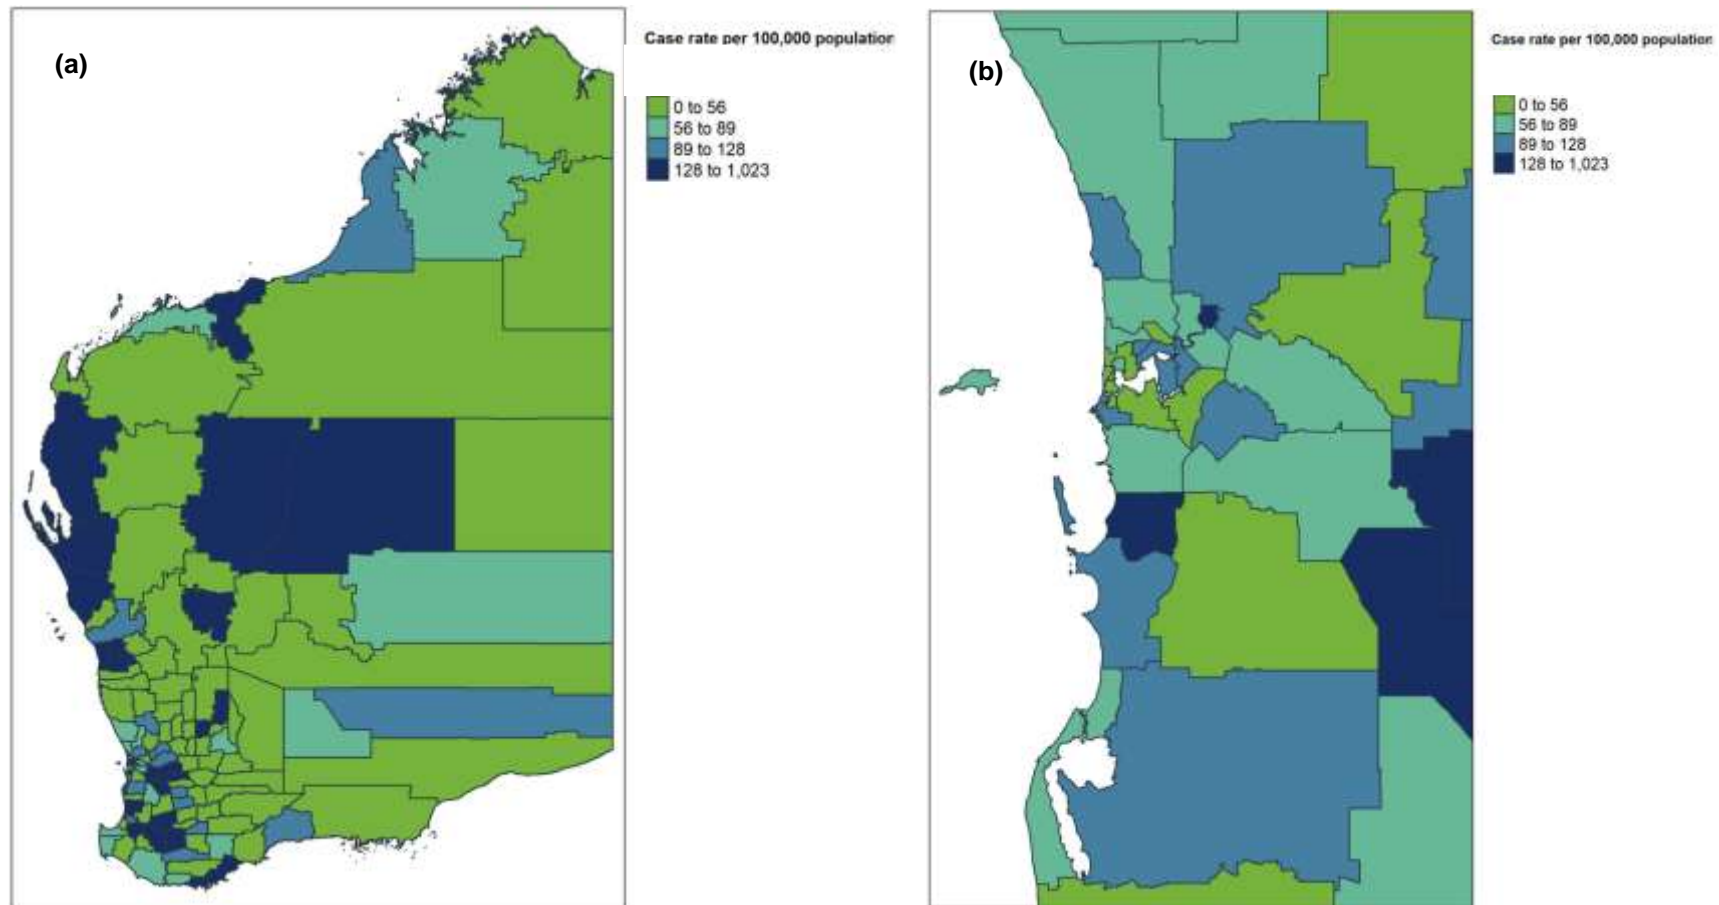 (a)
Case rate per 100,000 population
0 to 56
56 to 89
89 to 128
128 to 1,023
(b)
Case rate per 100,000 population
0 to 56
56 to 89
89 to 128
128 to 1,023